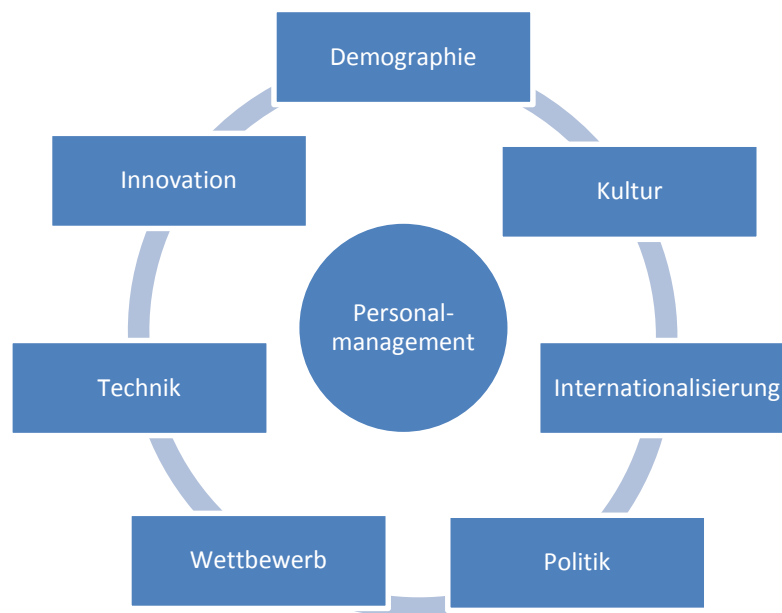 Demographie
Innovation
Kultur
Personal-
management
Technik
Internationalisierung
Wettbewerb
Politik